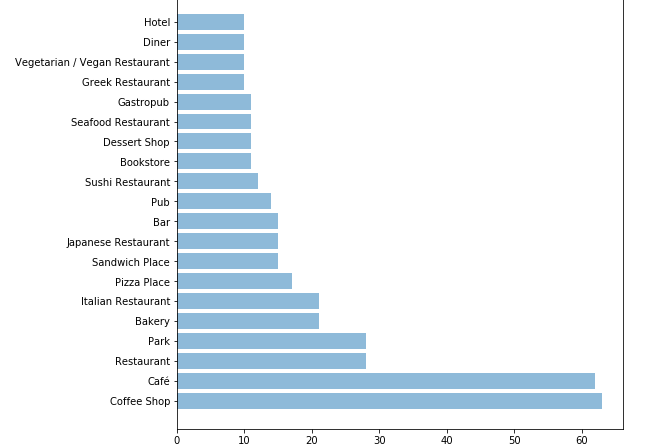 Hotel
Diner
Vegetarian / Vegan Restaurant
Greek Restaurant
Gastropub
Seafood Restaurant
Dessert Shop
Bookstore
Sushi Restaurant
Pub
Bar
Japanese Restaurant
Sandwich Place
Pizza Place
Italian Restaurant
Bakery
Park
Restaurant
Café
Coffee Shop
0 10 20 30 40 50 60